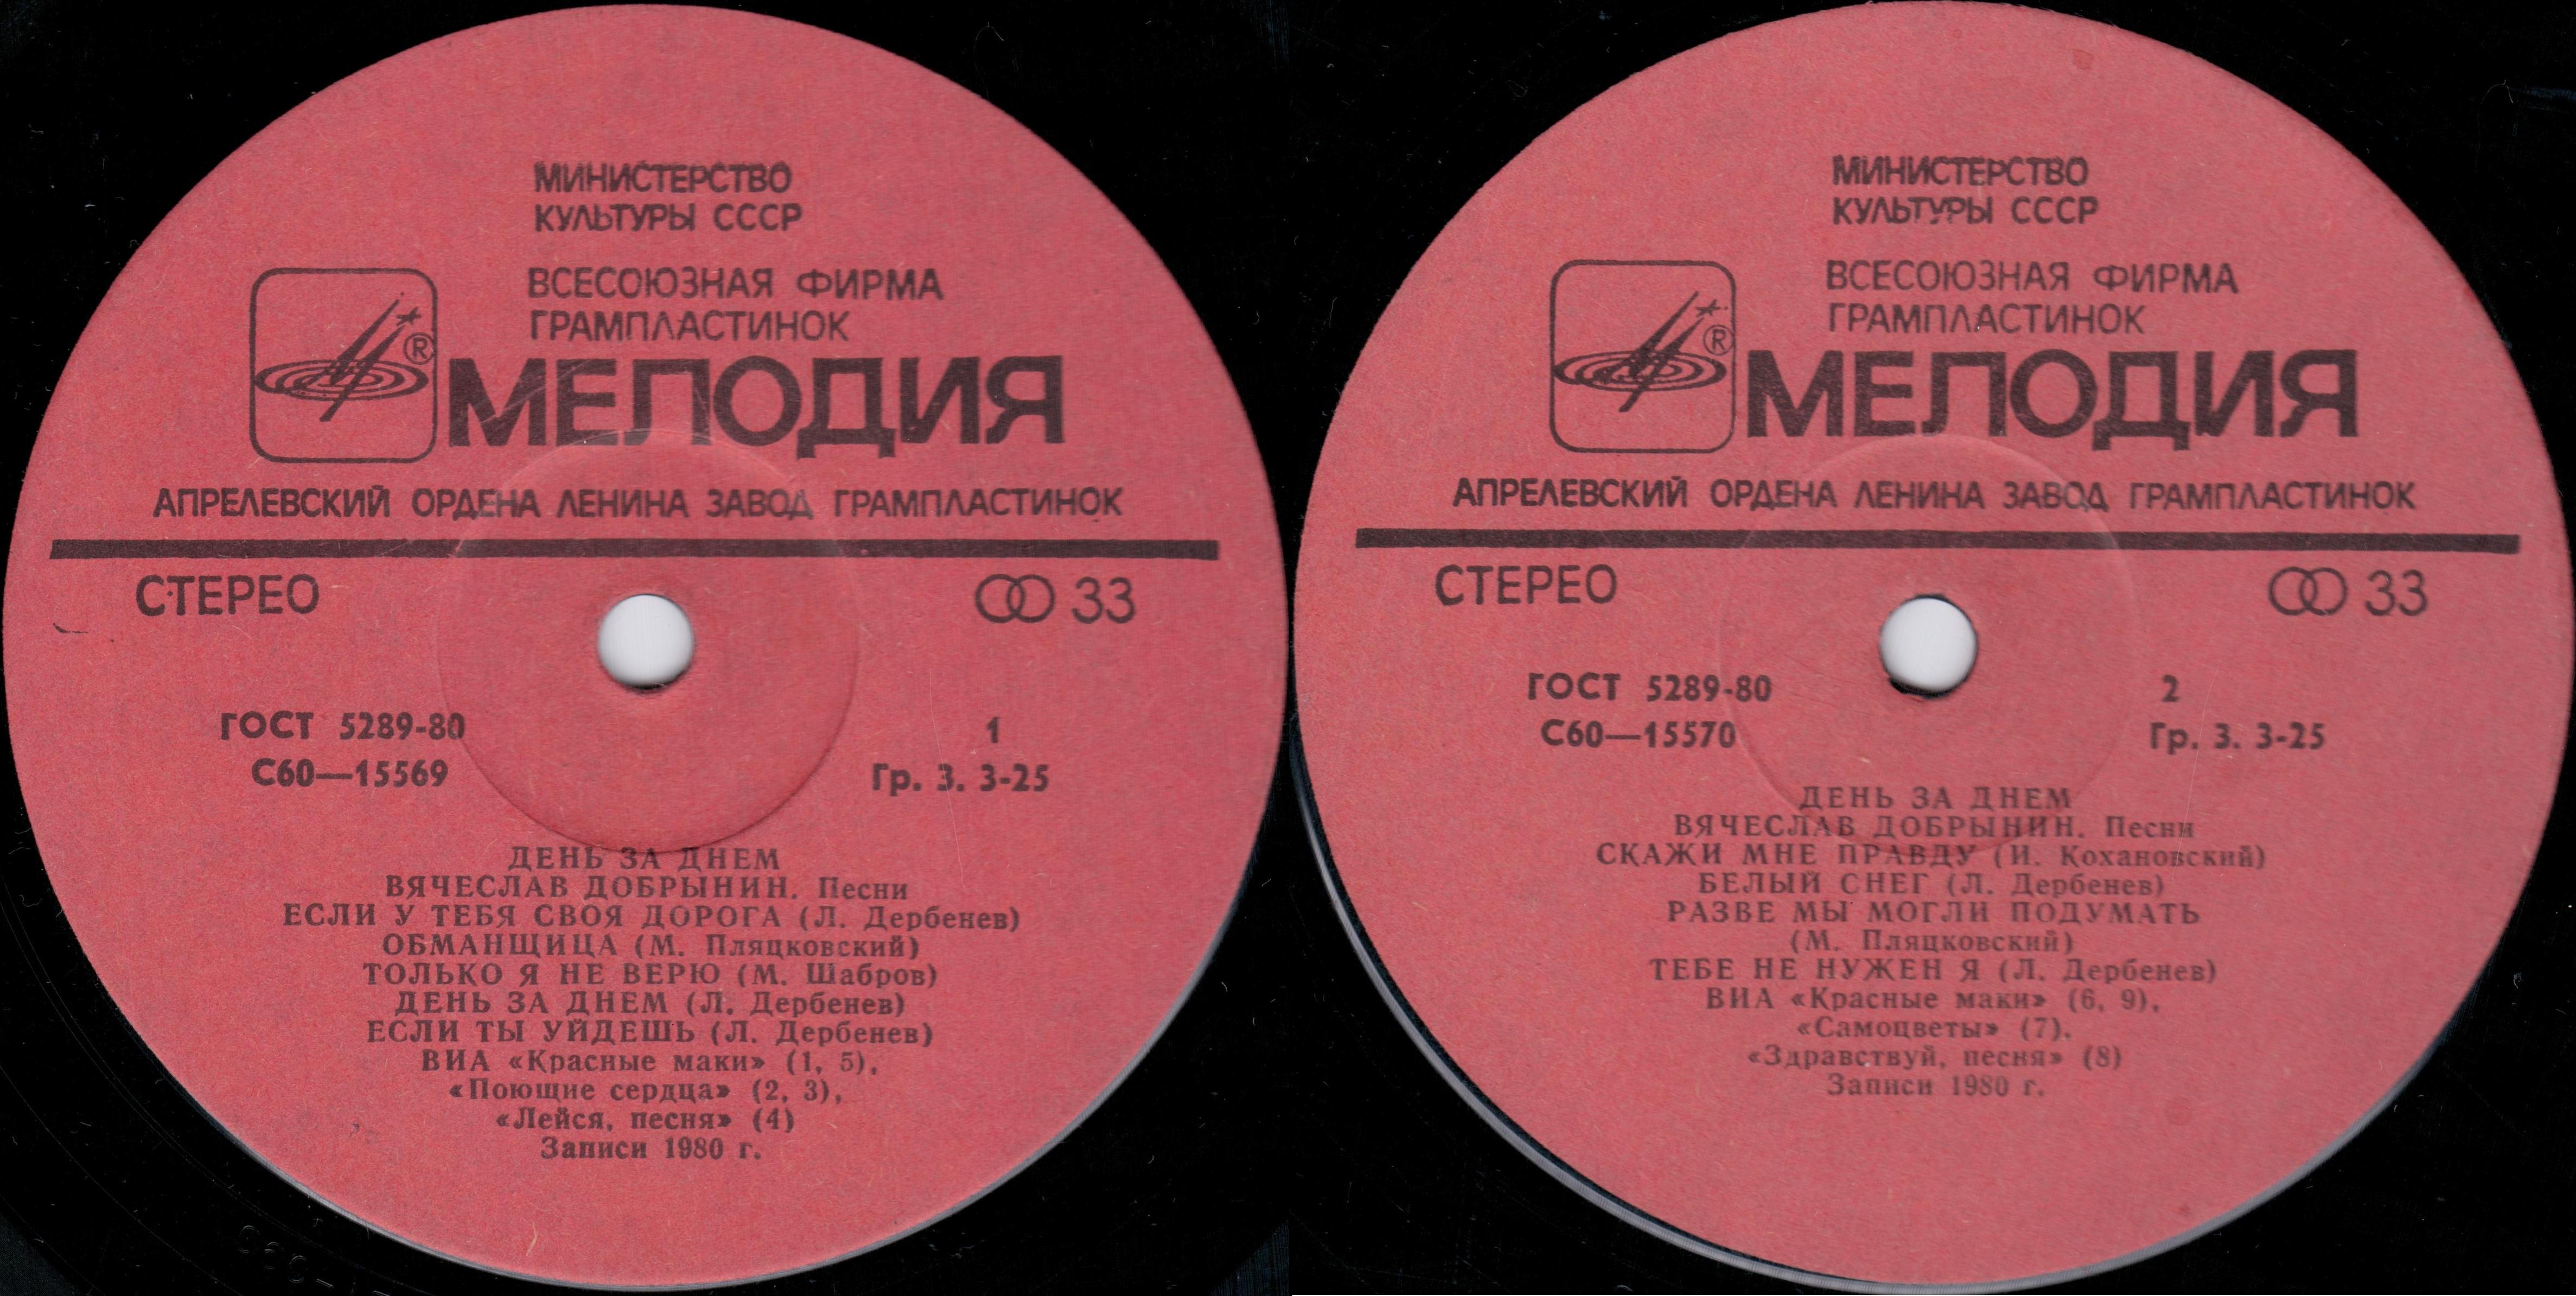 МИНИСТЕРСТВО
КУЛЬТУРЫ СССР
ВСЕСОЮЗНАЯ ФИРМА
ГРАМПЛАСТИНОК
®
МЕЛОДИЯ
АПРЕЛЕВСКИЙ ОРДЕНА ЛЕНИНА ЗАВОД ГРАМПЛАСТИНОК
СТЕРЕО 33
ГОСТ 5289-80 1
С60—15569 Гр. 3. 3-25
ДЕНЬ ЗА ДНЕМ
ВЯЧЕСЛАВ ДОБРЫНИН. Песни
ЕСЛИ У ТЕБЯ СВОЯ ДОРОГА (Л. Дербенев)
ОБМАНЩИЦА (М. Пляцковский)
ТОЛЬКО Я НЕ ВЕРЮ (М. Шабров)
ДЕНЬ ЗА ДНЕМ (Л. Дербенев)
ЕСЛИ ТЫ УЙДЕШЬ (Л. Дербенев)
ВИА «Красные маки» (1, 5),
«Поющие сердца» (2, 3),
«Лейся, песня» (4)
Записи 1980 г.
МИНИСТЕРСТВО
КУЛЬТУРЫ СССР
ВСЕСОЮЗНАЯ ФИРМА
ГРАМПЛАСТИНОК
®
МЕЛОДИЯ
АПРЕЛЕВСКИЙ ОРДЕНА ЛЕНИНА ЗАВОД ГРАМПЛАСТИНОК
СТЕРЕО 33
ГОСТ 5289-80 2
С60—15570 Гр. 3. 3-25
ДЕНЬ ЗА ДНЕМ
ВЯЧЕСЛАВ ДОБРЫНИН. Песни
СКАЖИ МНЕ ПРАВДУ (И. Кохановский)
БЕЛЫЙ СНЕГ (Л. Дербенев)
РАЗВЕ МЫ МОГЛИ ПОДУМАТЬ
(М. Пляцковский)
ТЕБЕ НЕ НУЖЕН Я (Л. Дербенев)
ВИА «Красные маки» (6, 9),
«Самоцветы» (7),
«Здравствуй, песня» (8)
Записи 1980 г.